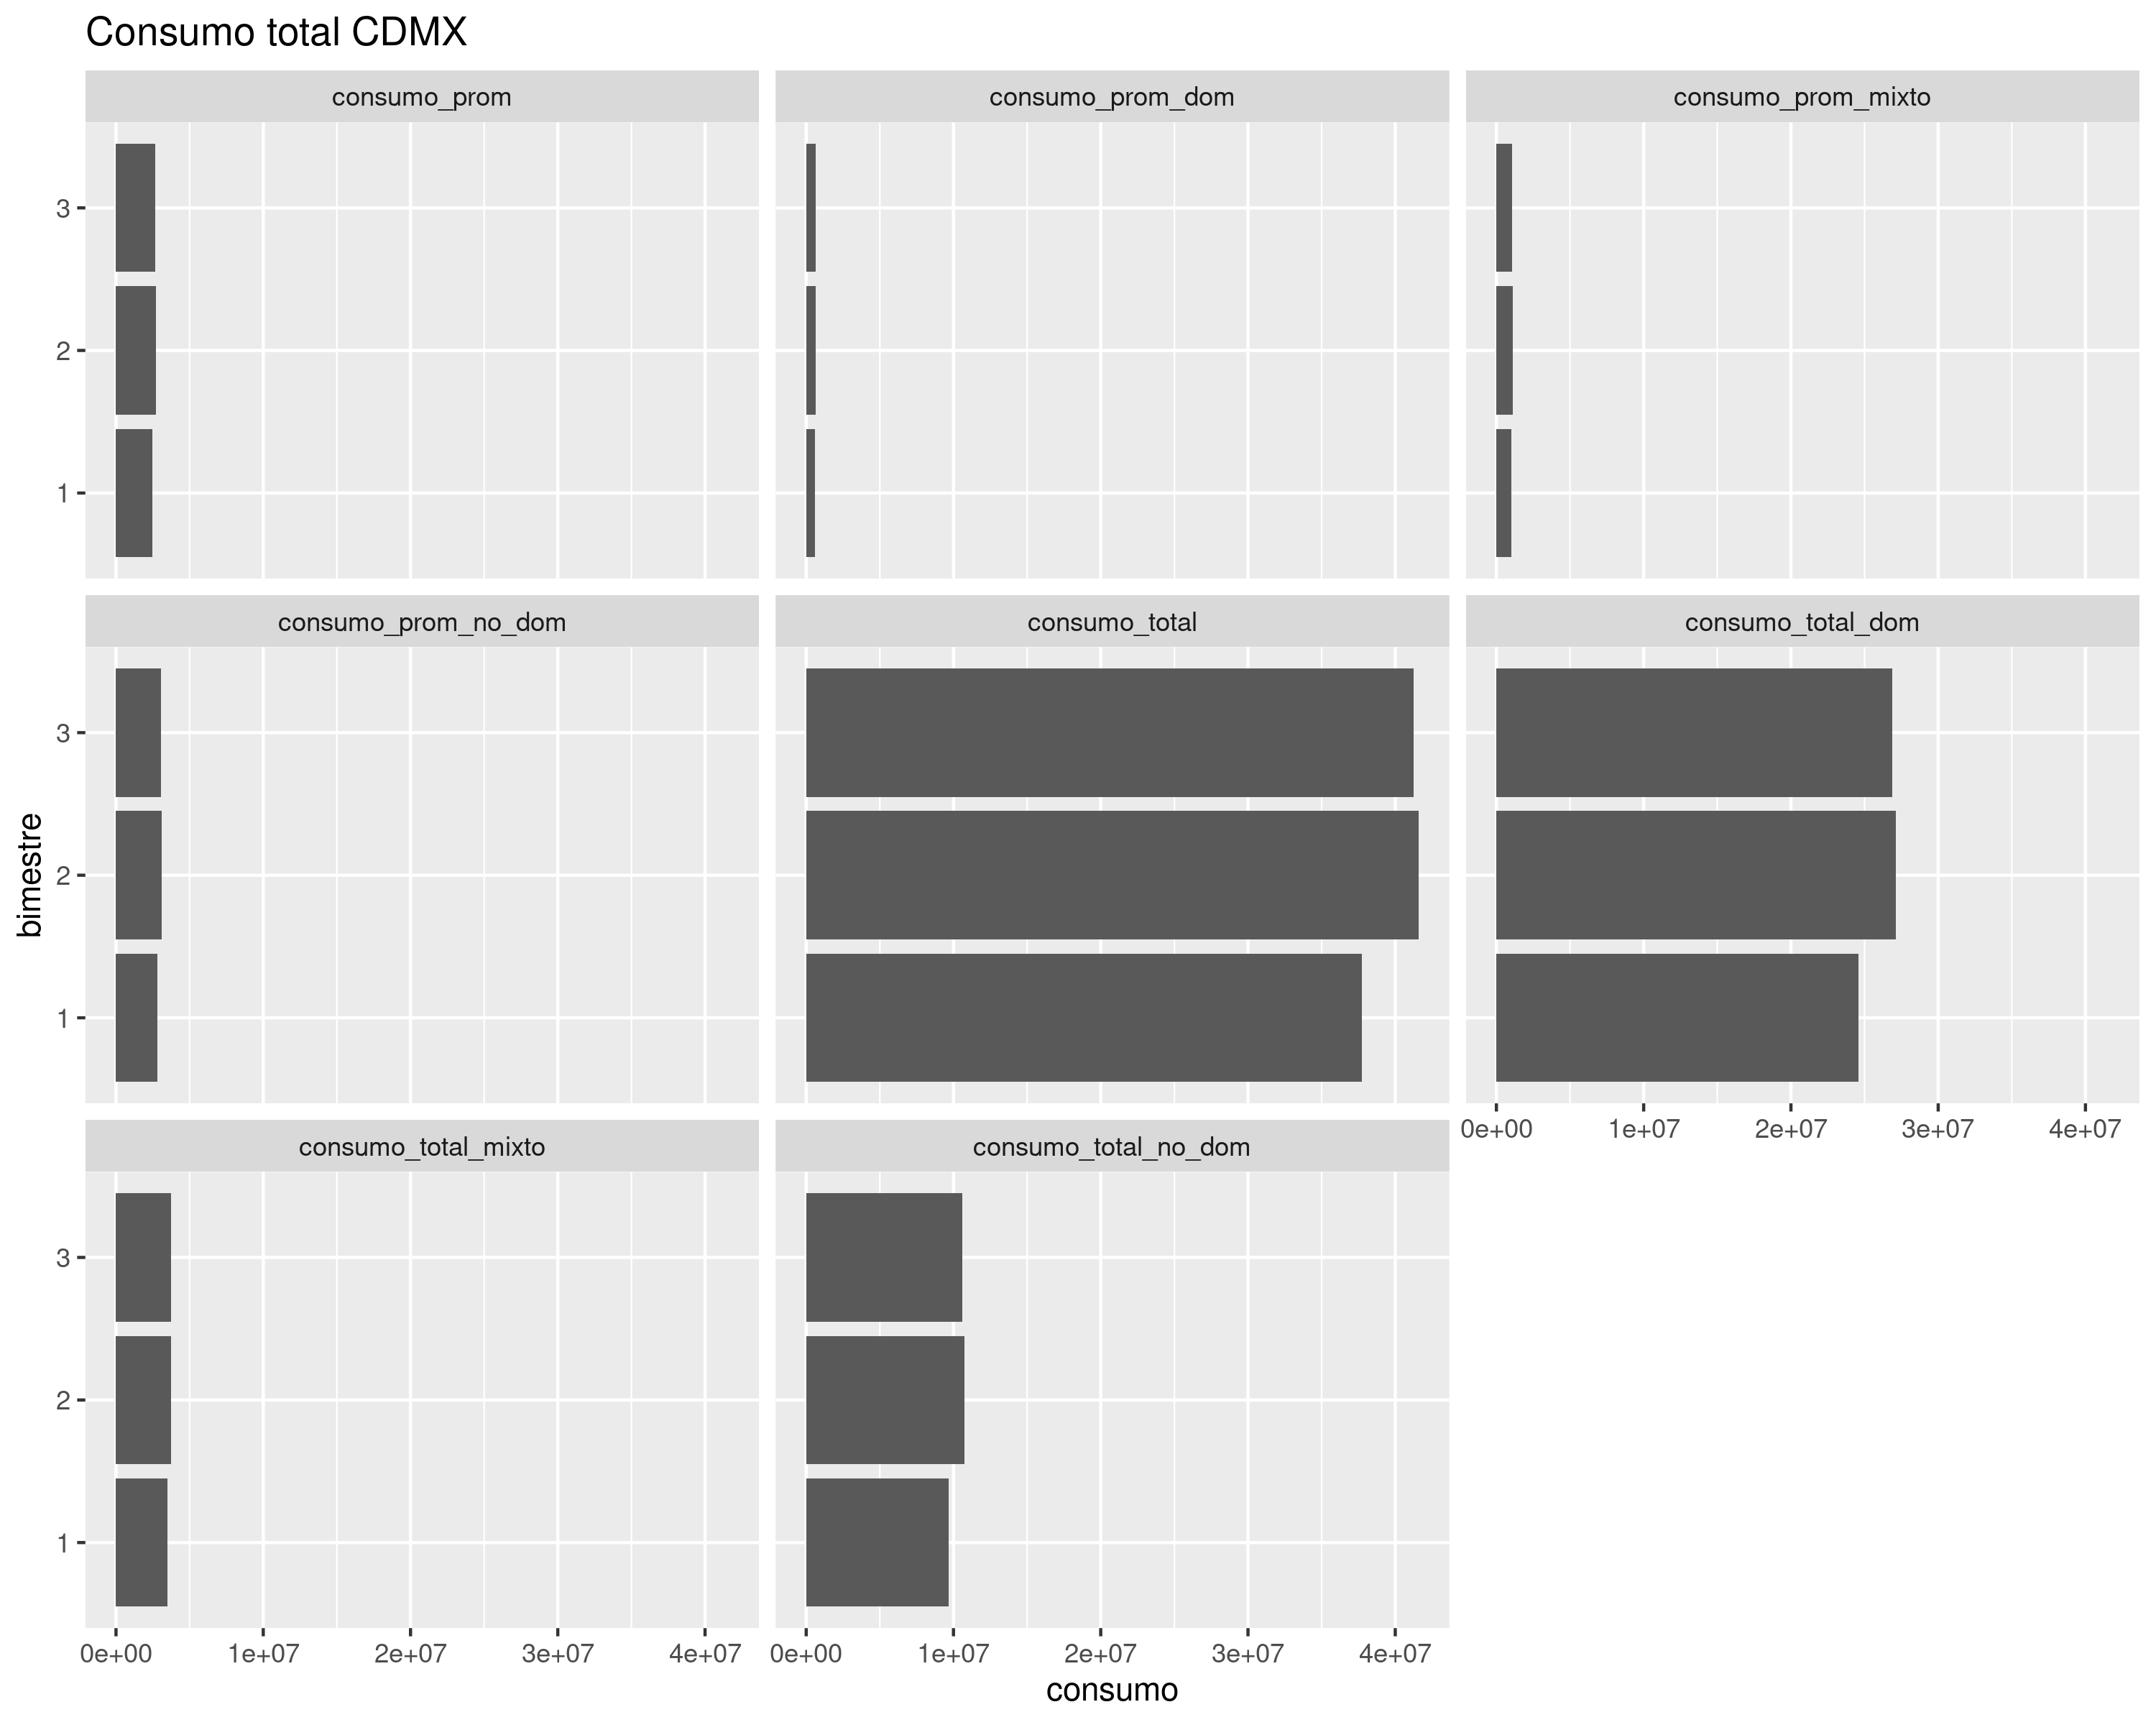 Consumo total CDMX
consumo_prom
consumo_prom_dom
consumo_prom_mixto
3
2
1
consumo_prom_no_dom
consumo_total
consumo_total_dom
3
2
1
0e+00 1e+07 2e+07 3e+07 4e+07
consumo_total_mixto
consumo_total_no_dom
3
2
1
0e+00 1e+07 2e+07 3e+07 4e+07
0e+00 1e+07 2e+07 3e+07 4e+07
consumo
bimestre